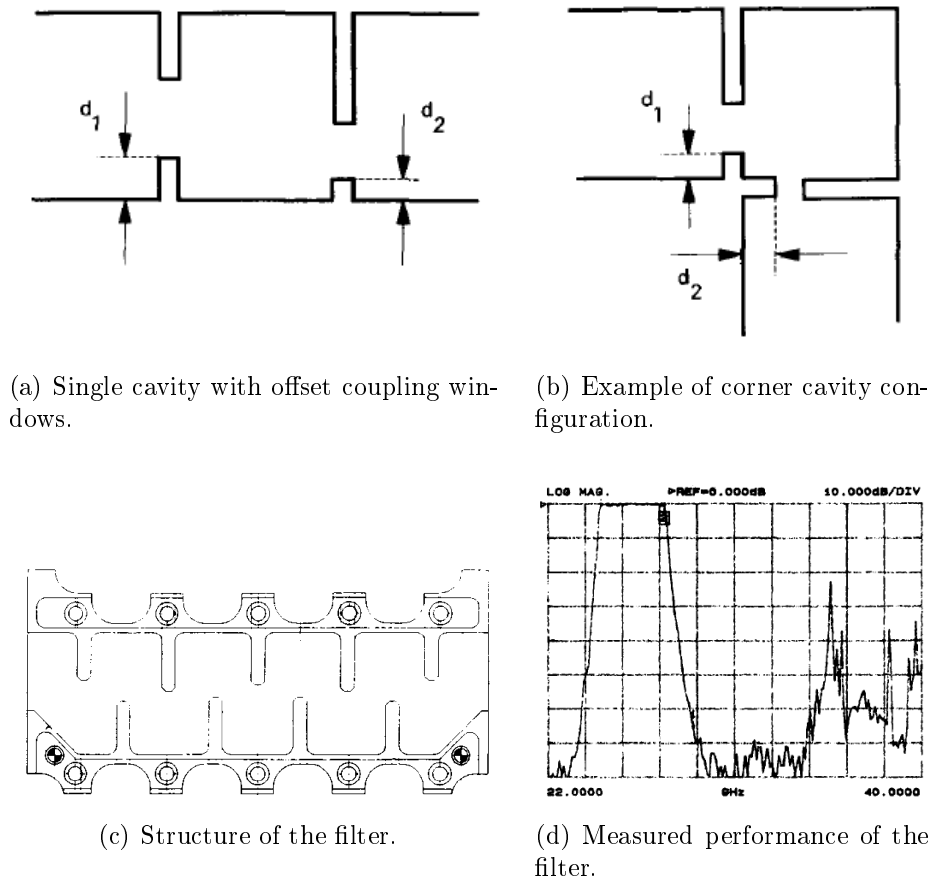 d1
d2
d1
d2
(a) Single cavity with offset coupling win-
dows.
(b) Example of corner cavity con-
figuration.
LOG MAG.
▷REF=0.000dB
10.000dB/DIV
22.0000
GHz
40.0000
(c) Structure of the filter.
(d) Measured performance of the
filter.